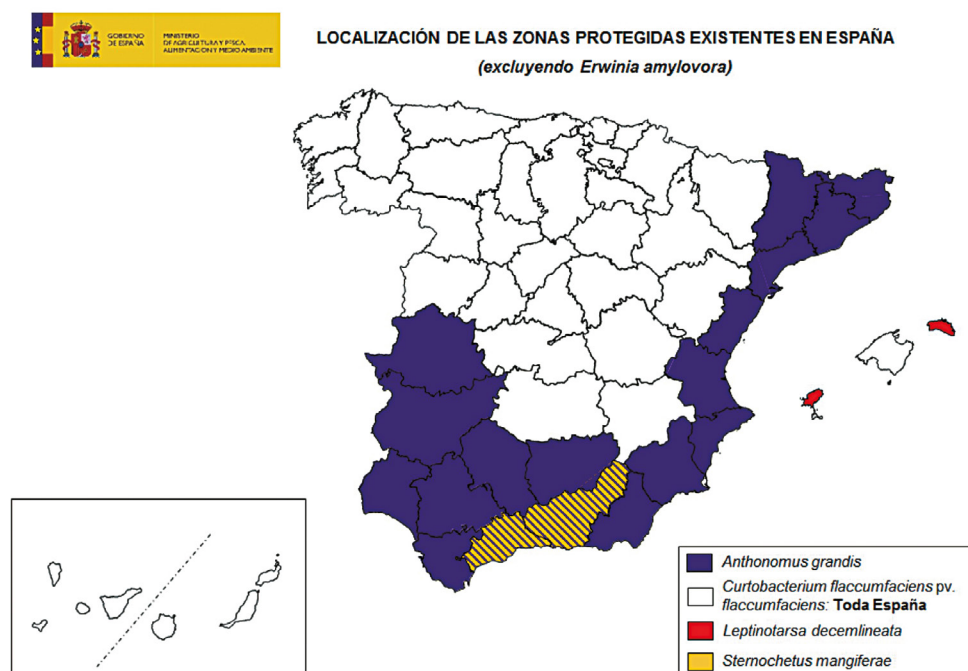 GOBIERNO
DE ESPAÑA
MINISTERIO
DE AGRICULTURA Y PESCA,
ALIMENTACIÓN Y MEDIO AMBIENTE
LOCALIZACIÓN DE LAS ZONAS PROTEGIDAS EXISTENTES EN ESPAÑA
(excluyendo Erwinia amylovora)
Anthonomus grandis
Curtobacterium flaccumfaciens pv.
flaccumfaciens: Toda España
Leptinotarsa decemlineata
Sternochetus mangiferae